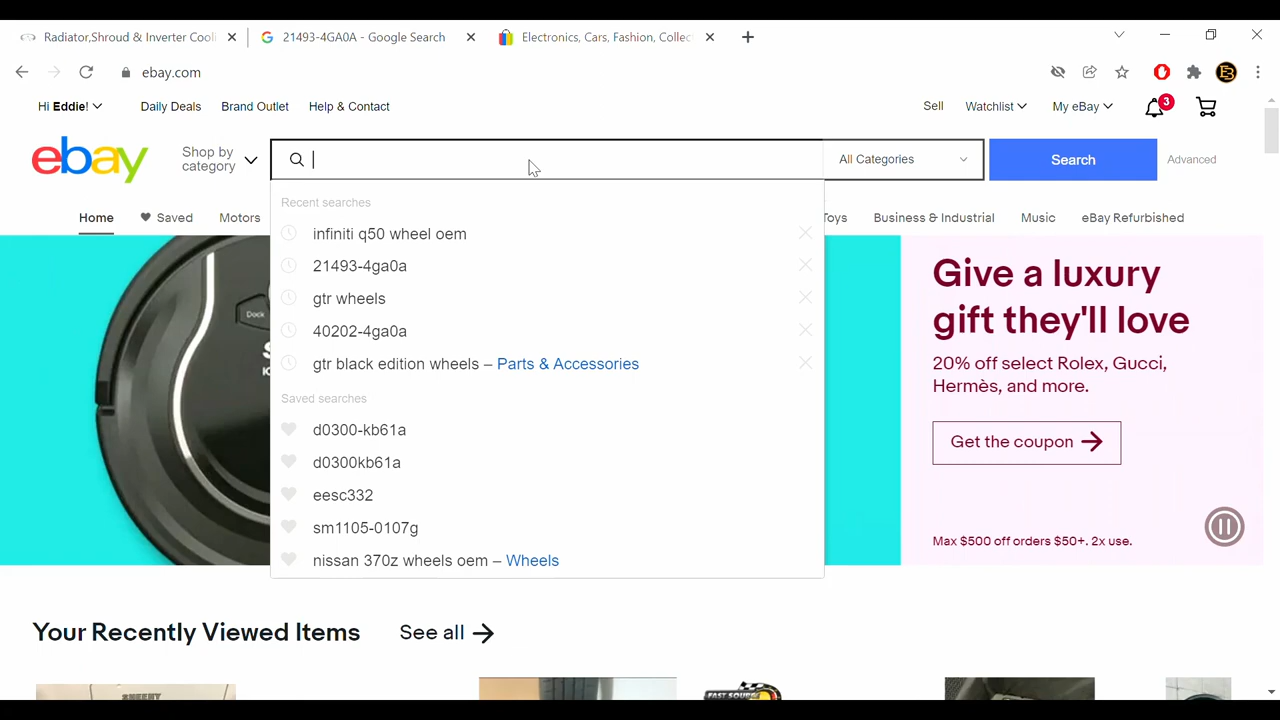 Radiator,Shroud & Inverter Cooli
21493-4GA0A - Google Search
Electronics, Cars, Fashion, Collec
ebay.com
Hi Eddie!
Daily Deals
Brand Outlet
Help & Contact
Sell
Watchlist
My eBay
3
ebay
Shop by
category
All Categories
Search
Advanced
Home
Saved
Motors
Toys
Business & Industrial
Music
eBay Refurbished
Recent searches
infiniti q50 wheel oem
21493-4ga0a
gtr wheels
40202-4ga0a
gtr black edition wheels – Parts & Accessories
Saved searches
d0300-kb61a
d0300kb61a
eesc332
sm1105-0107g
nissan 370z wheels oem – Wheels
Dock
Give a luxury
gift they'll love
20% off select Rolex, Gucci,
Hermès, and more.
Get the coupon
Max $500 off orders $50+. 2x use.
Your Recently Viewed Items
See all
SHEEHY
FAST SOURCE